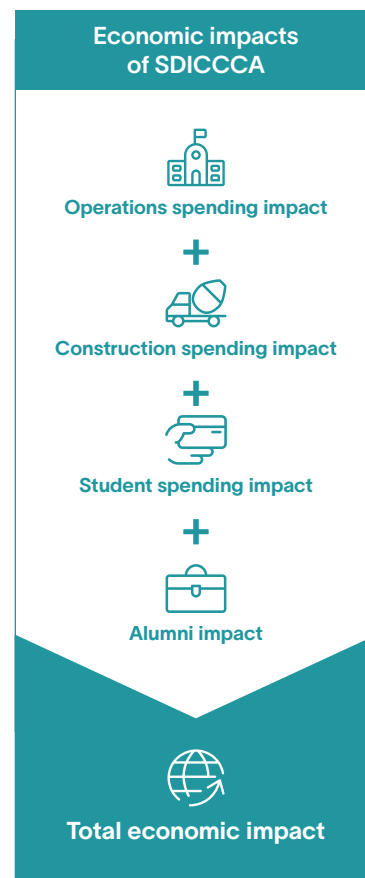 Economic impacts
of SDICCCA
Operations spending impact
+
Construction spending impact
+
Student spending impact
+
Alumni impact
Total economic impact